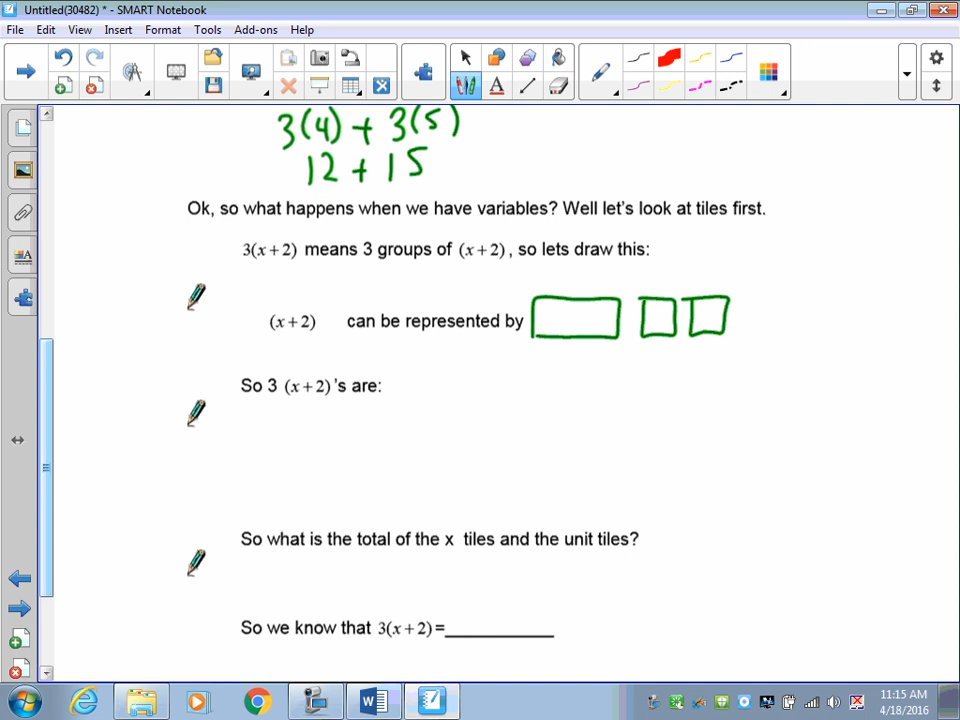 Untitled(30482) * - SMART Notebook
File Edit View Insert Format Tools Add-ons Help
3(4) + 3(5)
12 + 15
Ok, so what happens when we have variables? Well let's look at tiles first.
3(x+2) means 3 groups of (x+2), so lets draw this:
(x+2) can be represented by
So 3 (x+2)'s are:
So what is the total of the x tiles and the unit tiles?
So we know that 3(x+2)=__________
11:15 AM
4/18/2016